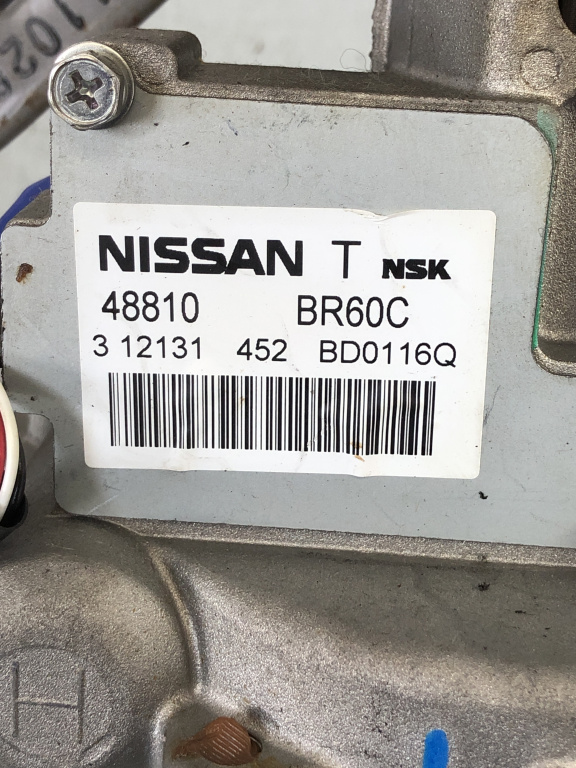 NISSAN T NSK
48810 BR60C
3 12131 452 BD0116Q
H